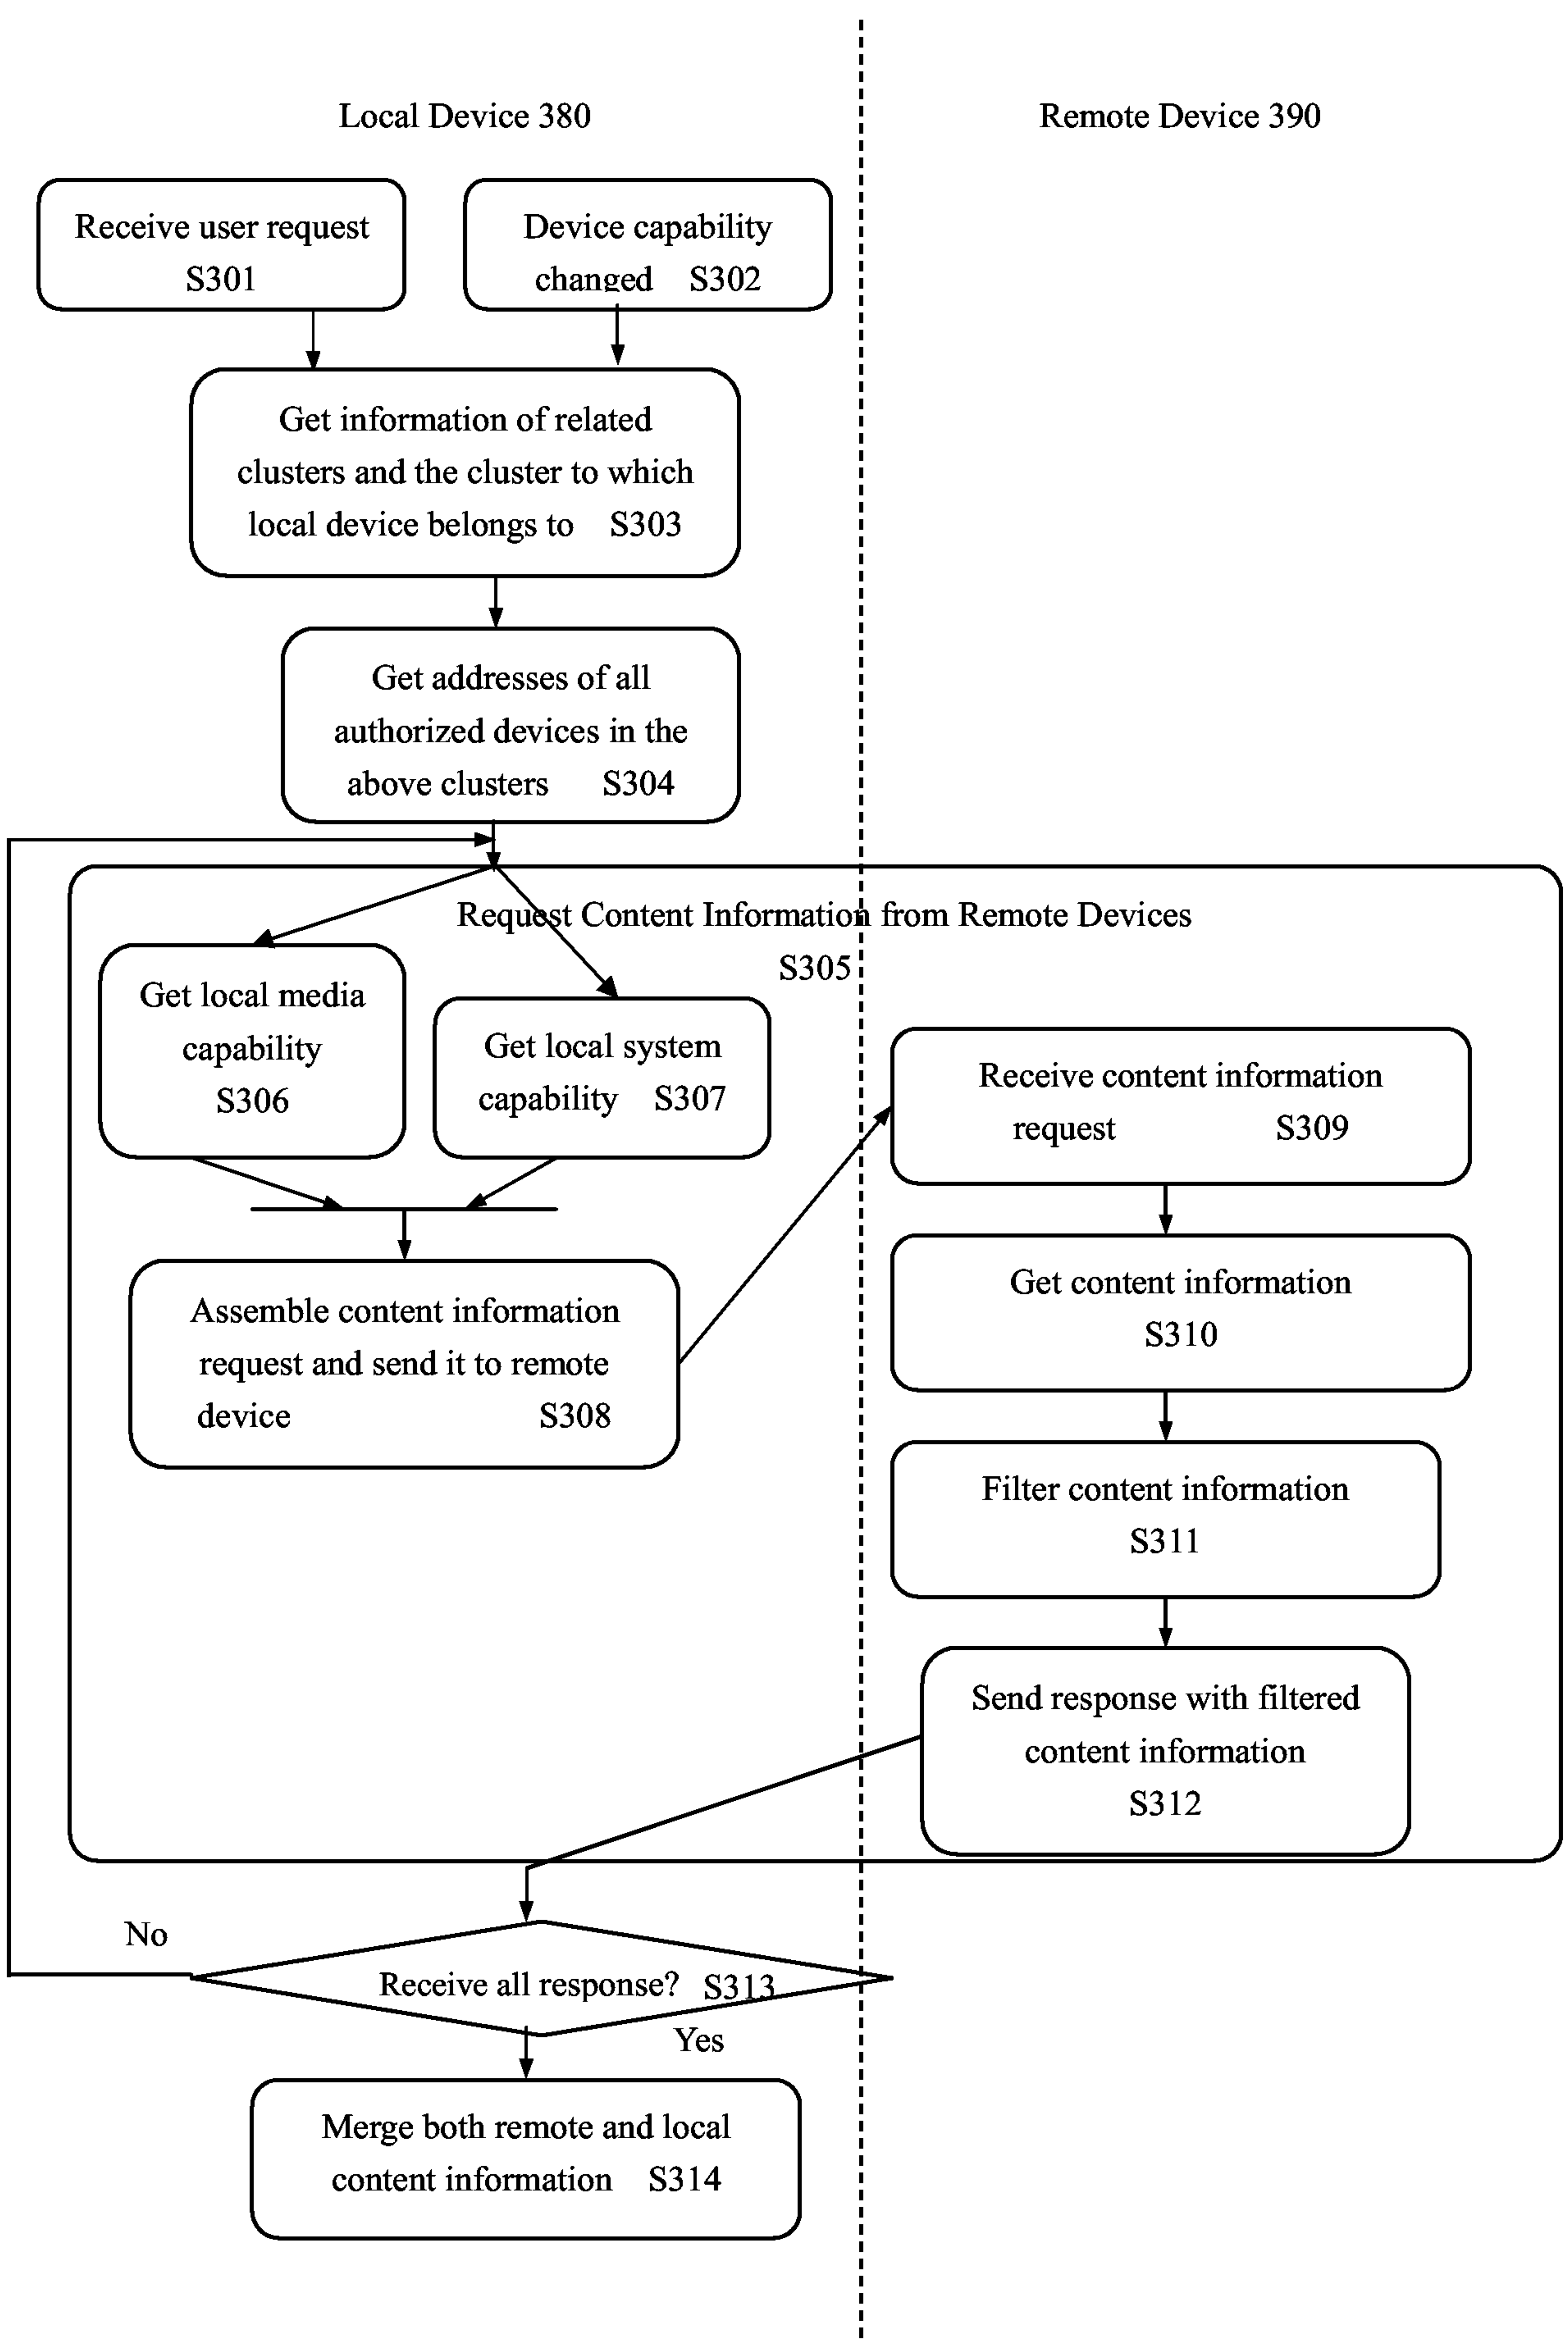 Local Device 380
Remote Device 390
Receive user request
S301
Device capability
changed S302
Get information of related
clusters and the cluster to which
local device belongs to S303
Get addresses of all
authorized devices in the
above clusters S304
Request Content Information from Remote Devices
S305
Get local media
capability
S306
Get local system
capability S307
Assemble content information
request and send it to remote
device S308
Receive content information
request S309
Get content information
S310
Filter content information
S311
Send response with filtered
content information
S312
No
Receive all response? S313
Yes
Merge both remote and local
content information S314